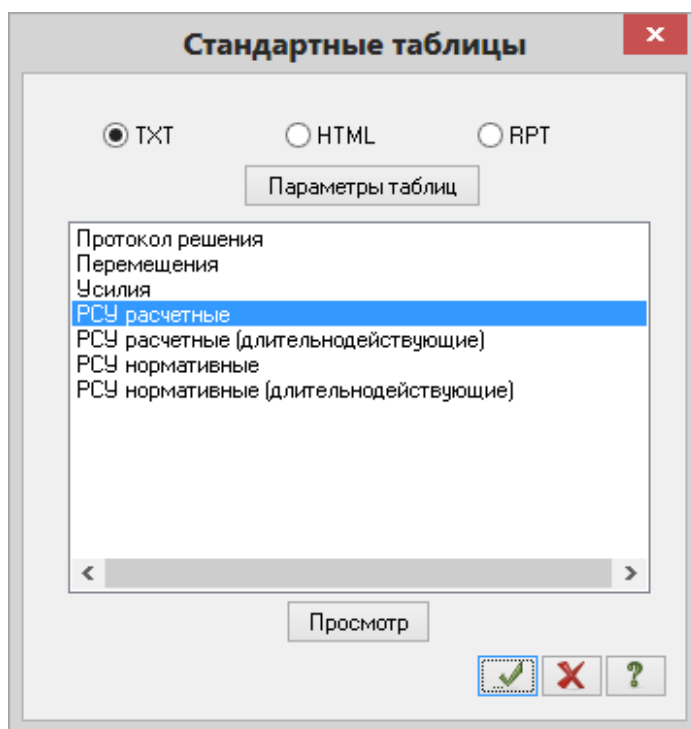 Стандартные таблицы
TXT HTML RPT
Параметры таблиц
Протокол решения
Перемещения
Усилия
РСУ расчетные
РСУ расчетные (длительнодействующие)
РСУ нормативные
РСУ нормативные (длительнодействующие)
Просмотр
?